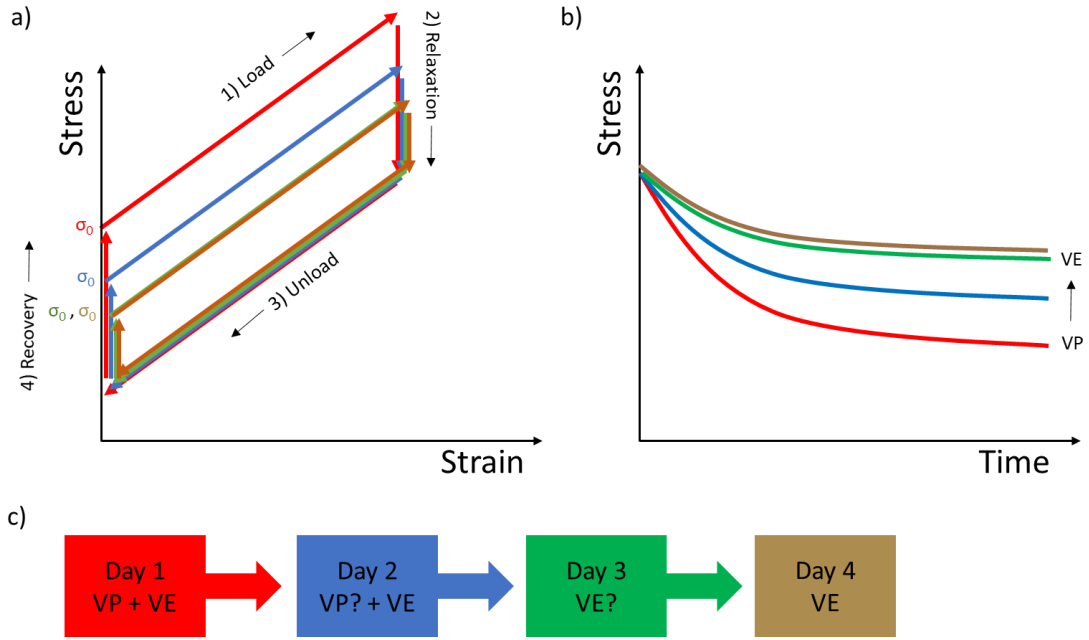 a)
Stress
1) Load
2) Relaxation
3) Unload
4) Recovery
σ0
σ0
σ0 , σ0
Strain
b)
Stress
VE
VP
Time
c)
Day 1
VP + VE
Day 2
VP? + VE
Day 3
VE?
Day 4
VE